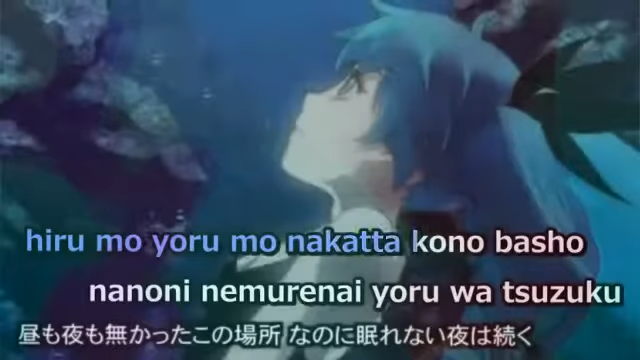 hiru mo yoru mo nakatta kono basho
nanoni nemurenai yoru wa tsuzuku
昼も夜も無かったこの場所 なのに眠れない夜は続く